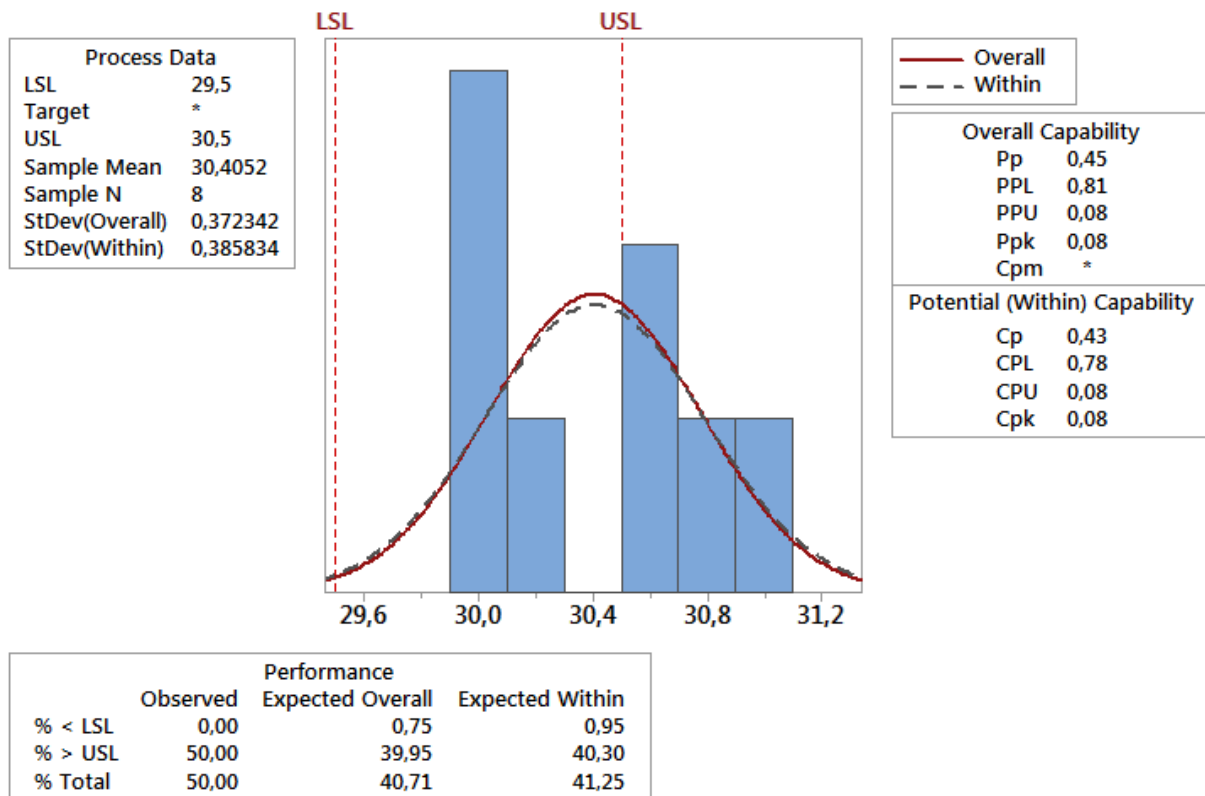 LSL USL
Process Data
LSL 29,5
Target *
USL 30,5
Sample Mean 30,4052
Sample N 8
StDev(Overall) 0,372342
StDev(Within) 0,385834
Overall
Within
Overall Capability
Pp 0,45
PPL 0,81
PPU 0,08
Ppk 0,08
Cpm *
Potential (Within) Capability
Cp 0,43
CPL 0,78
CPU 0,08
Cpk 0,08
29,6 30,0 30,4 30,8 31,2
Performance
Observed Expected Overall Expected Within
% < LSL 0,00 0,75 0,95
% > USL 50,00 39,95 40,30
% Total 50,00 40,71 41,25